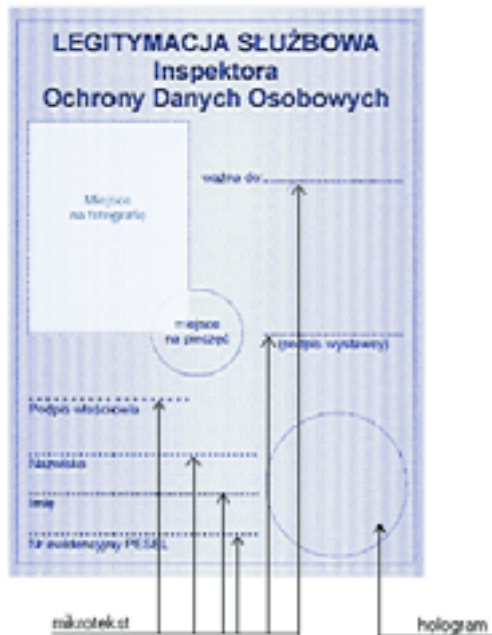 LEGITYMACJA SŁUŻBOWA
Inspektora
Ochrony Danych Osobowych
ważna do:
Miejsce
na fotografię
miejsce
na pieczęć
(podpis wystawcy)
Podpis właściciela
Nazwisko
Imię
Nr ewidencyjny PESEL
mikrotekst
hologram